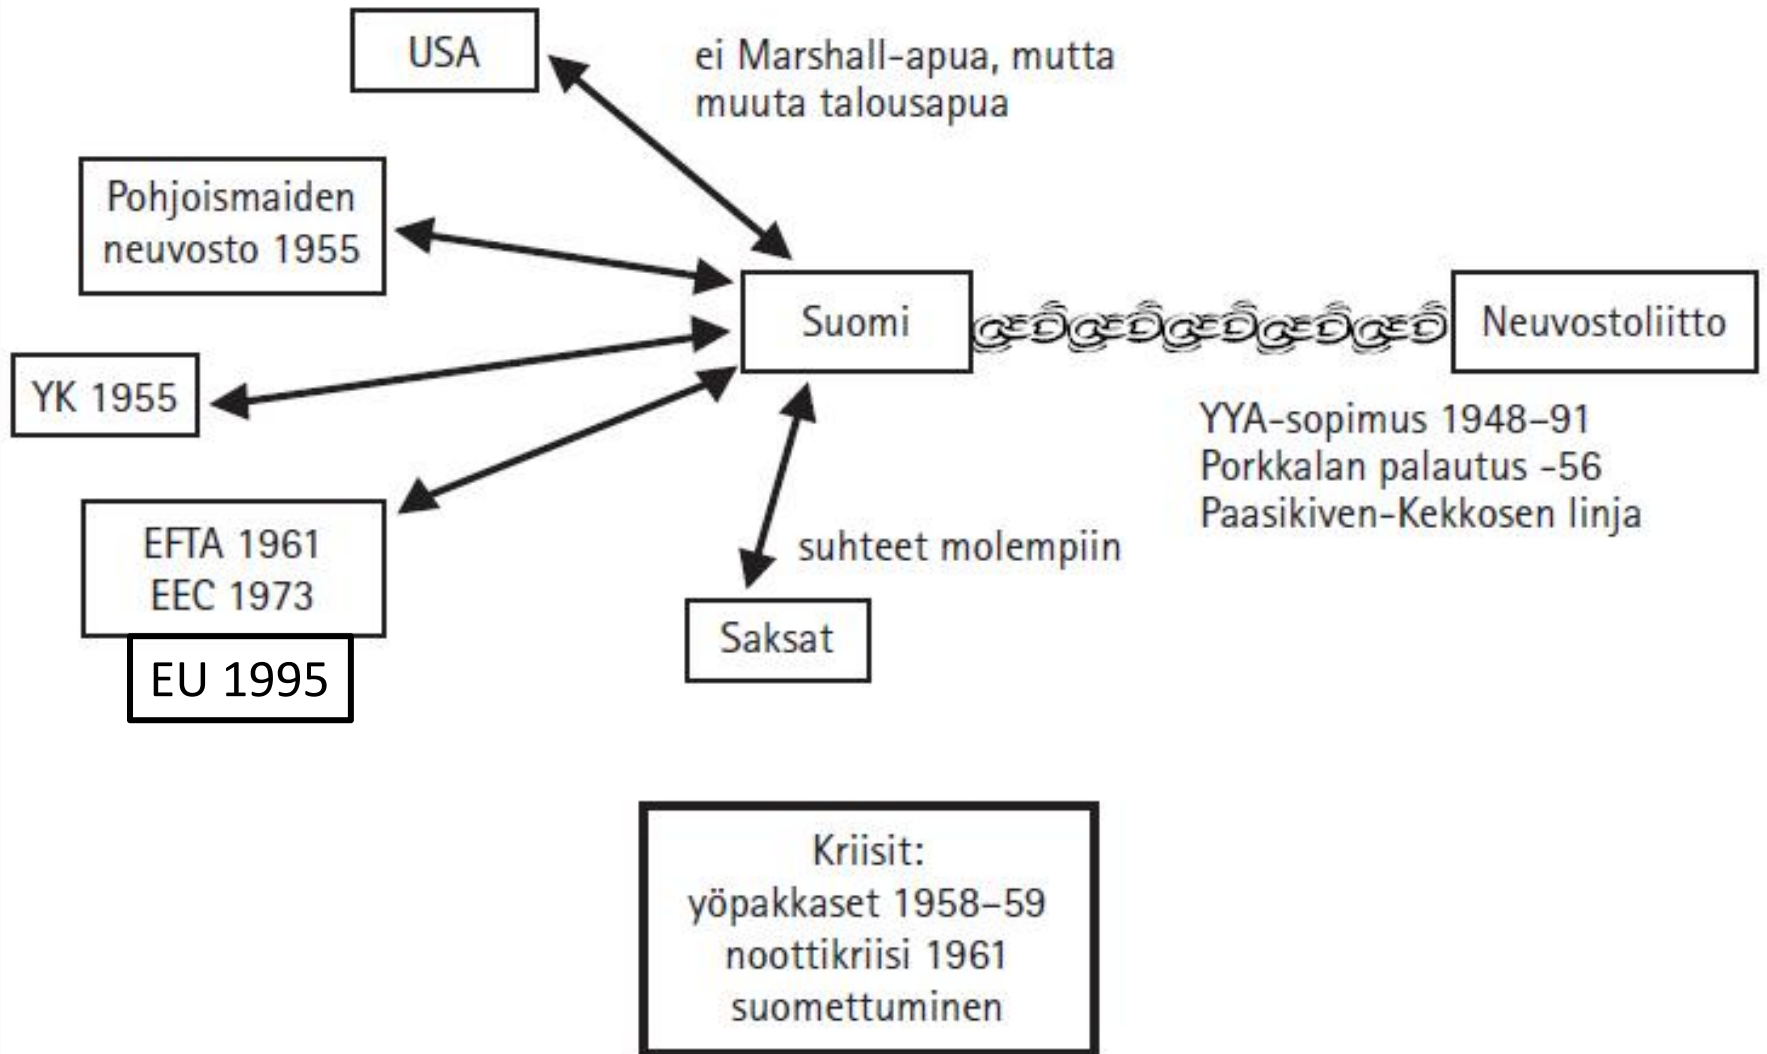 USA
ei Marshall-apua, mutta
muuta talousapua
Pohjoismaiden
neuvosto 1955
Suomi
Neuvostoliitto
YK 1955
YYA-sopimus 1948–91
Porkkalan palautus -56
Paasikiven-Kekkosen linja
EFTA 1961
EEC 1973
EU 1995
suhteet molempiin
Saksat
Kriisit:
yöpakkaset 1958–59
noottikriisi 1961
suomettuminen